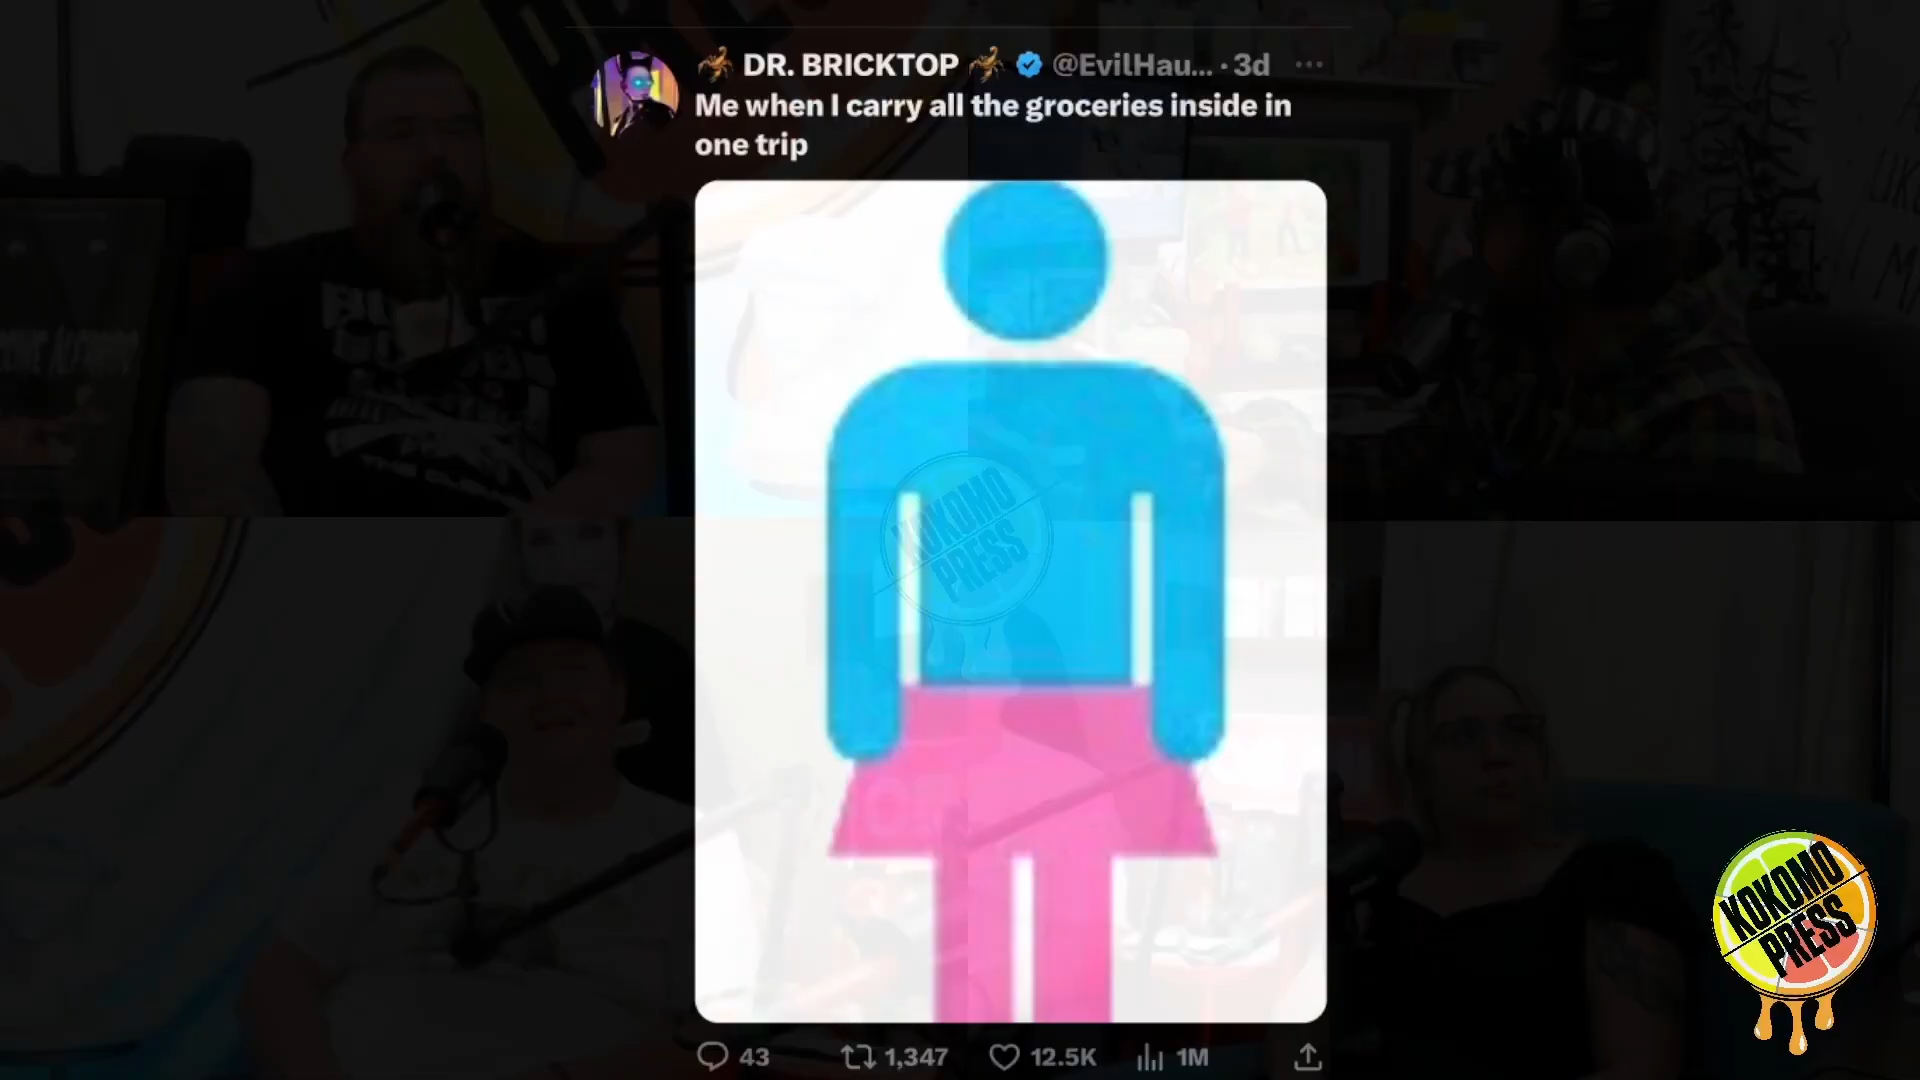 DR. BRICKTOP @EvilHau... · 3d
Me when I carry all the groceries inside in
one trip
KOKOMO
PRESS
43 1,347 12.5K 1M
KOKOMO
PRESS